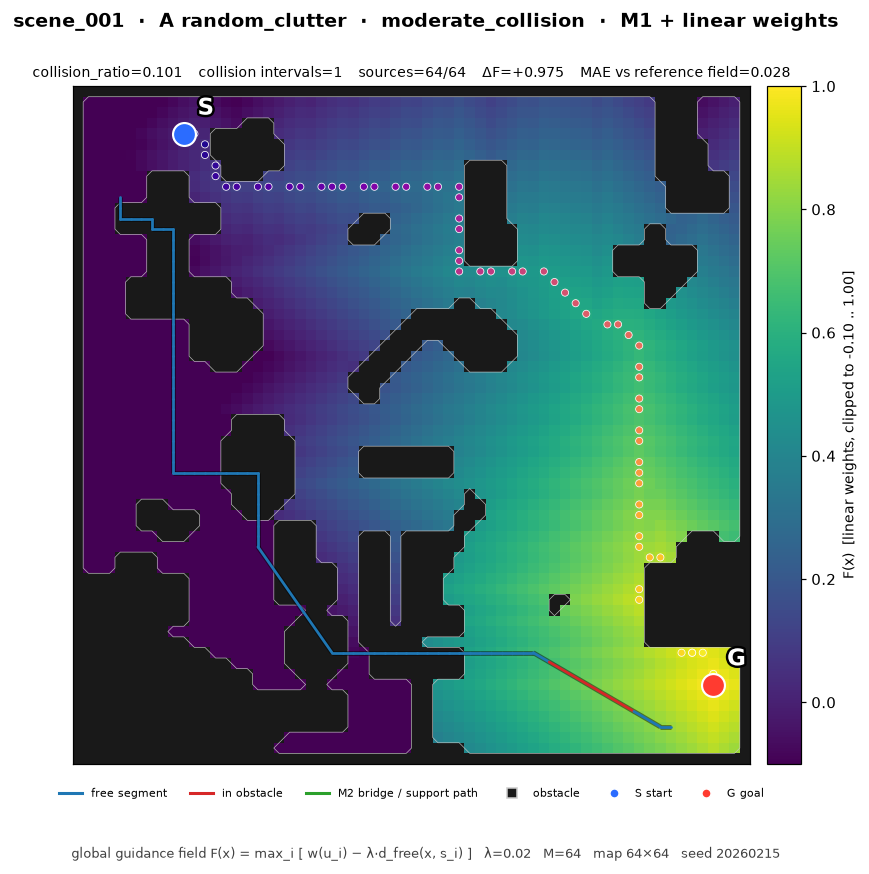 scene_001 · A random_clutter · moderate_collision · M1 + linear weights
collision_ratio=0.101 collision intervals=1 sources=64/64 ΔF=+0.975 MAE vs reference field=0.028
S
G
1.0
0.8
0.6
0.4
0.2
0.0
F(x) [linear weights, clipped to -0.10 .. 1.00]
free segment
in obstacle
M2 bridge / support path
obstacle
S start
G goal
global guidance field F(x) = max_i [ w(u_i) − λ·d_free(x, s_i) ] λ=0.02 M=64 map 64×64 seed 20260215